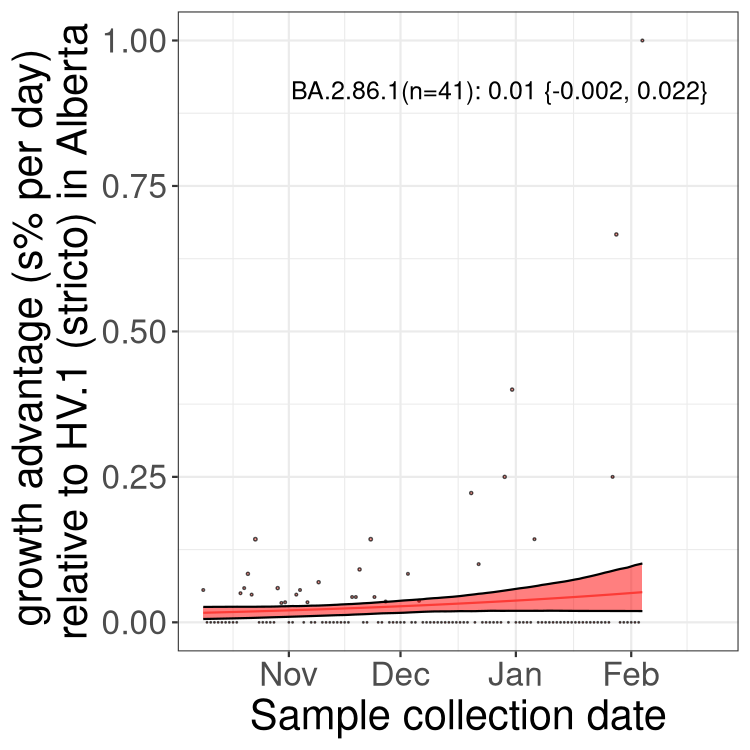 growth advantage (s% per day)
relative to HV.1 (stricto) in Alberta
1.00
BA.2.86.1(n=41): 0.01 {-0.002, 0.022}
0.75
0.50
0.25
0.00
Nov Dec Jan Feb
Sample collection date